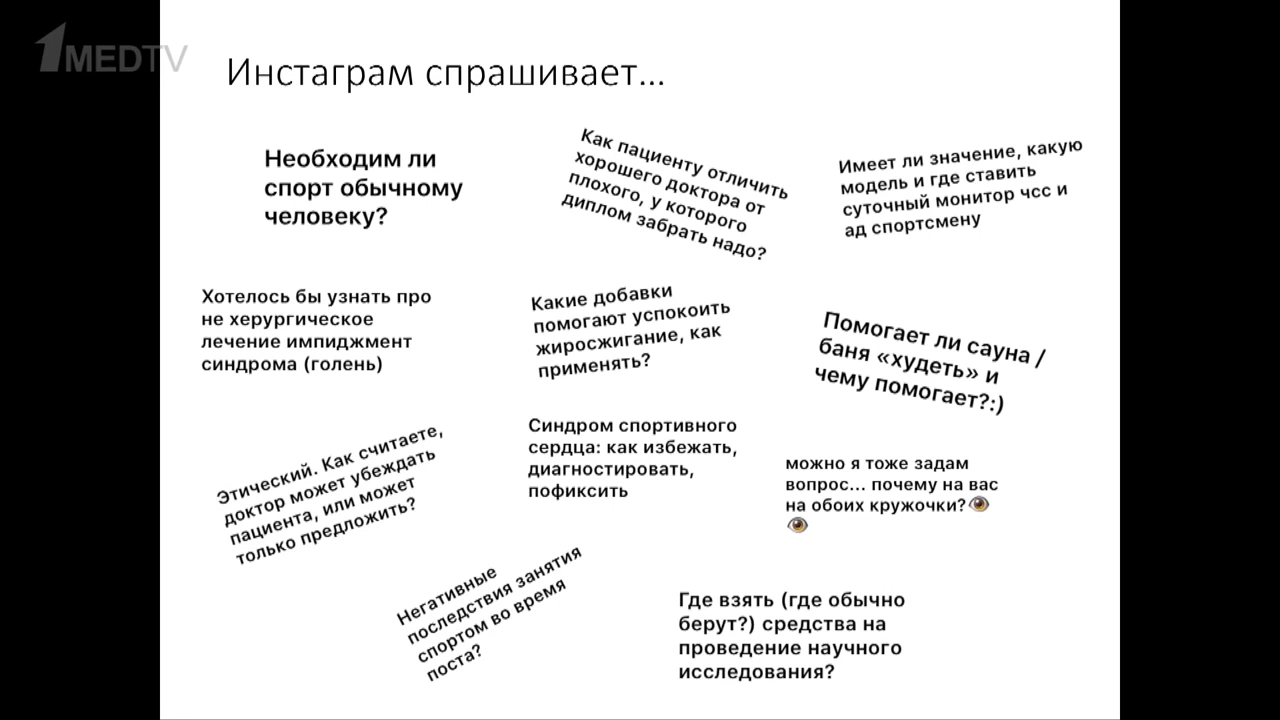 1MEDTV
Инстаграм спрашивает...
Необходим ли
спорт обычному
человеку?
Как пациенту отличить
хорошего доктора от
плохого, у которого
диплом забрать надо?
Имеет ли значение, какую
модель и где ставить
суточный монитор чсс и
ад спортсмену
Хотелось бы узнать про
не херургическое
лечение импиджмент
синдрома (голень)
Какие добавки
помогают успокоить
жиросжигание, как
применять?
Помогает ли сауна /
баня «худеть» и
чему помогает?:)
Этический. Как считаете,
доктор может убеждать
пациента, или может
только предложить?
Синдром спортивного
сердца: как избежать,
диагностировать,
пофиксить
можно я тоже задам
вопрос... почему на вас
на обоих кружочки?👁
👁
Негативные
последствия занятия
спортом во время
поста?
Где взять (где обычно
берут?) средства на
проведение научного
исследования?